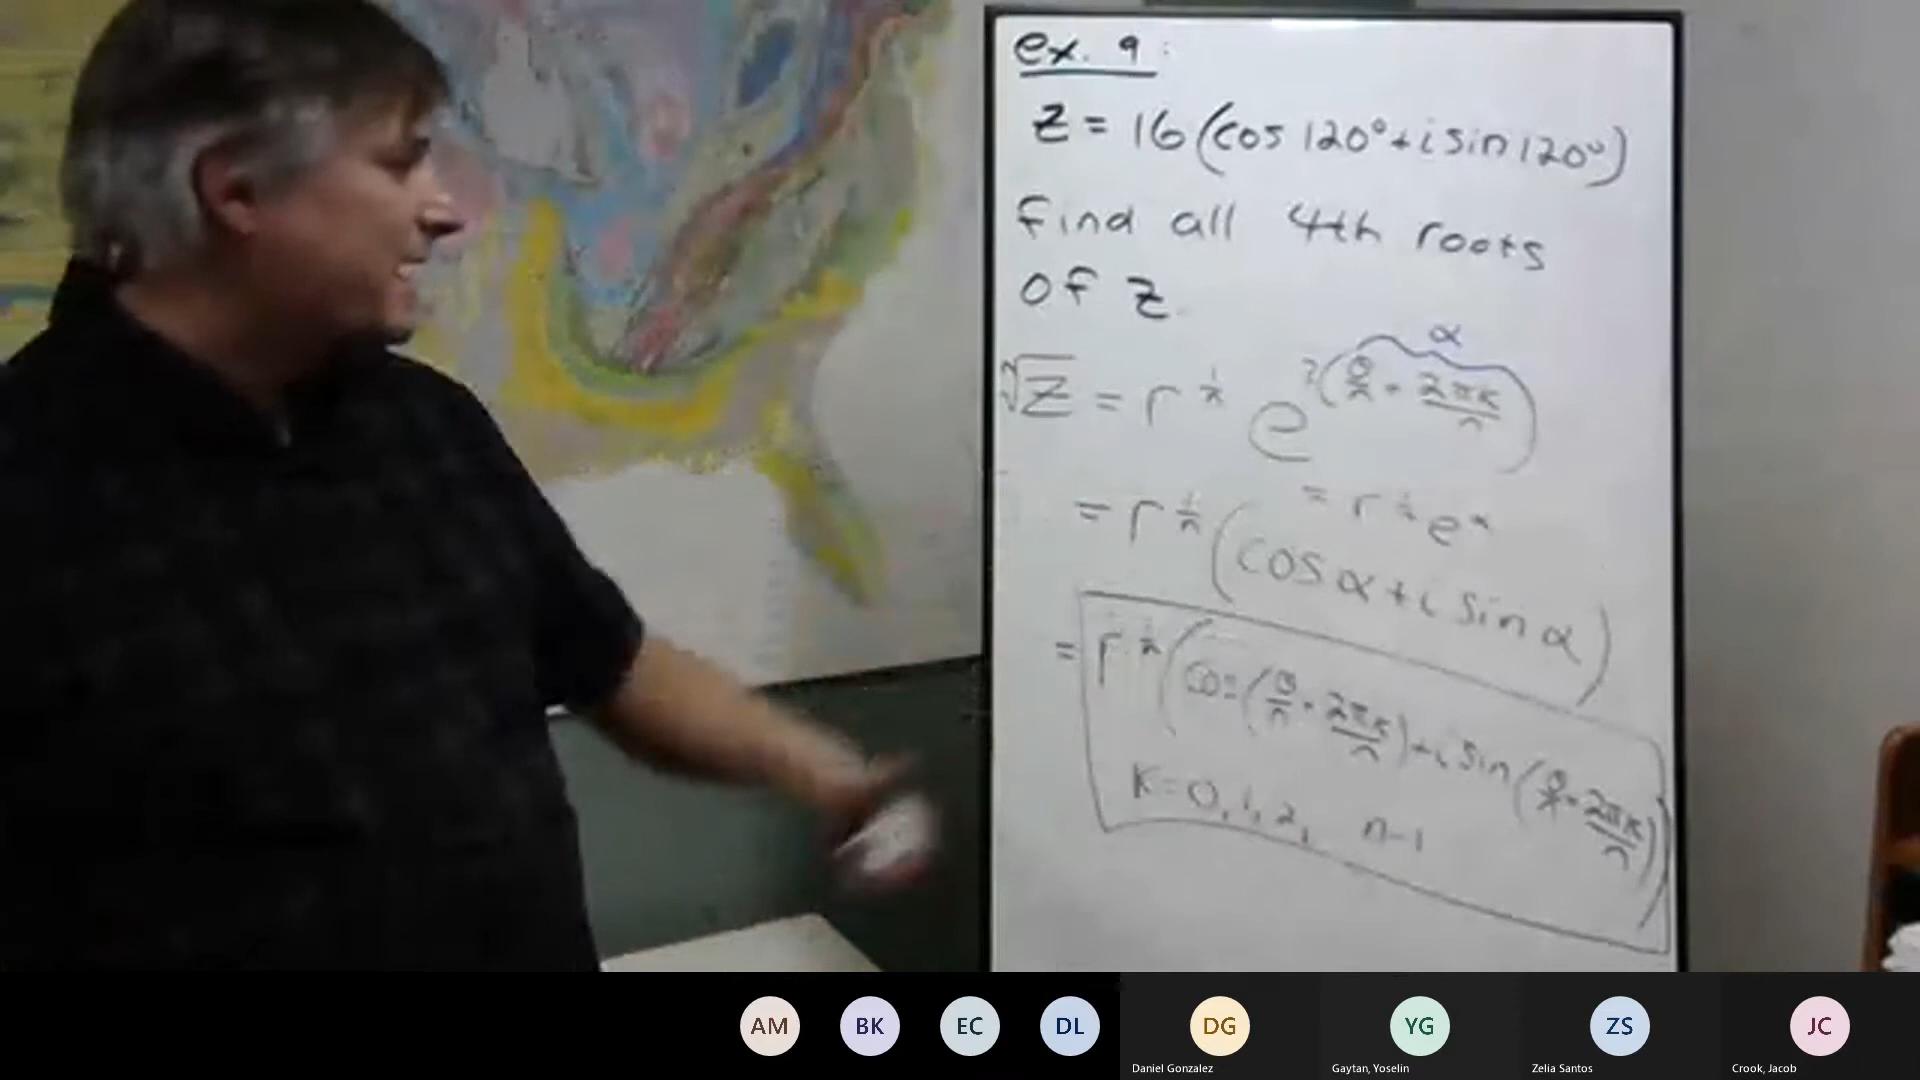 ex. 9:
z = 16(cos 120° + i sin 120°)
find all 4th roots
of z.
α
ⁿ√z = r^(1/n) e^(i(θ/n + 2πk/n))
= r^(1/n) e^α
= r^(1/n) (cos α + i sin α)
= r^(1/n) (cos(θ/n + 2πk/n) + i sin(θ/n + 2πk/n))
k = 0, 1, 2, n-1
AM BK EC DL DG YG ZS JC
Daniel Gonzalez Gaytan, Yoselin Zelia Santos Crook, Jacob